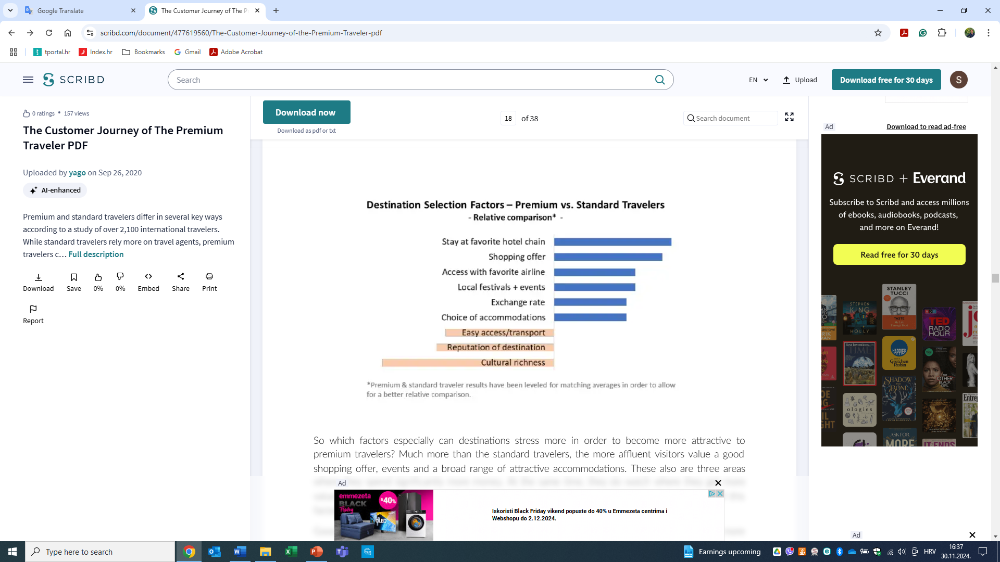 Google Translate
The Customer Journey of The P
scribd.com/document/477619560/The-Customer-Journey-of-the-Premium-Traveler-pdf
tportal.hr
Index.hr
Bookmarks
Gmail
Adobe Acrobat
SCRIBD
Search
EN
Upload
Download free for 30 days
S
0 ratings • 157 views
The Customer Journey of The Premium
Traveler PDF
Uploaded by yago on Sep 26, 2020
AI-enhanced
Premium and standard travelers differ in several key ways
according to a study of over 2,100 international travelers.
While standard travelers rely more on travel agents, premium
travelers c… Full description
Download
Save
0%
0%
Embed
Share
Print
Report
Download now
Download as pdf or txt
18 of 38
Search document
Destination Selection Factors – Premium vs. Standard Travelers
- Relative comparison* -
Stay at favorite hotel chain
Shopping offer
Access with favorite airline
Local festivals + events
Exchange rate
Choice of accommodations
Easy access/transport
Reputation of destination
Cultural richness
*Premium & standard traveler results have been leveled for matching averages in order to allow
for a better relative comparison.
So which factors especially can destinations stress more in order to become more attractive to
premium travelers? Much more than the standard travelers, the more affluent visitors value a good
shopping offer, events and a broad range of attractive accommodations. These also are three areas
Ad
emmezeta
BLACK
Friday
40%
QLED
Iskoristi Black Friday vikend popuste do 40% u Emmezeta centrima i
Webshopu do 2.12.2024.
Ad
Download to read ad-free
SCRIBD + Everand
Subscribe to Scribd and access millions
of ebooks, audiobooks, podcasts,
and more on Everand!
Read free for 30 days
STANLEY
TUCCI
TASTE
STEPHEN
KING
HOLLY
TED
RADIO
HOUR
Best Inventions
TIME
HAPPIER
Gretchen
Rubin
THE
OTHER
BLACK
GIRL
SHADOW
AND
BONE
ologies
Entre
ASK FOR
MORE
IT ENDS
Ad
Type here to search
Earnings upcoming
HRV
16:37
30.11.2024.